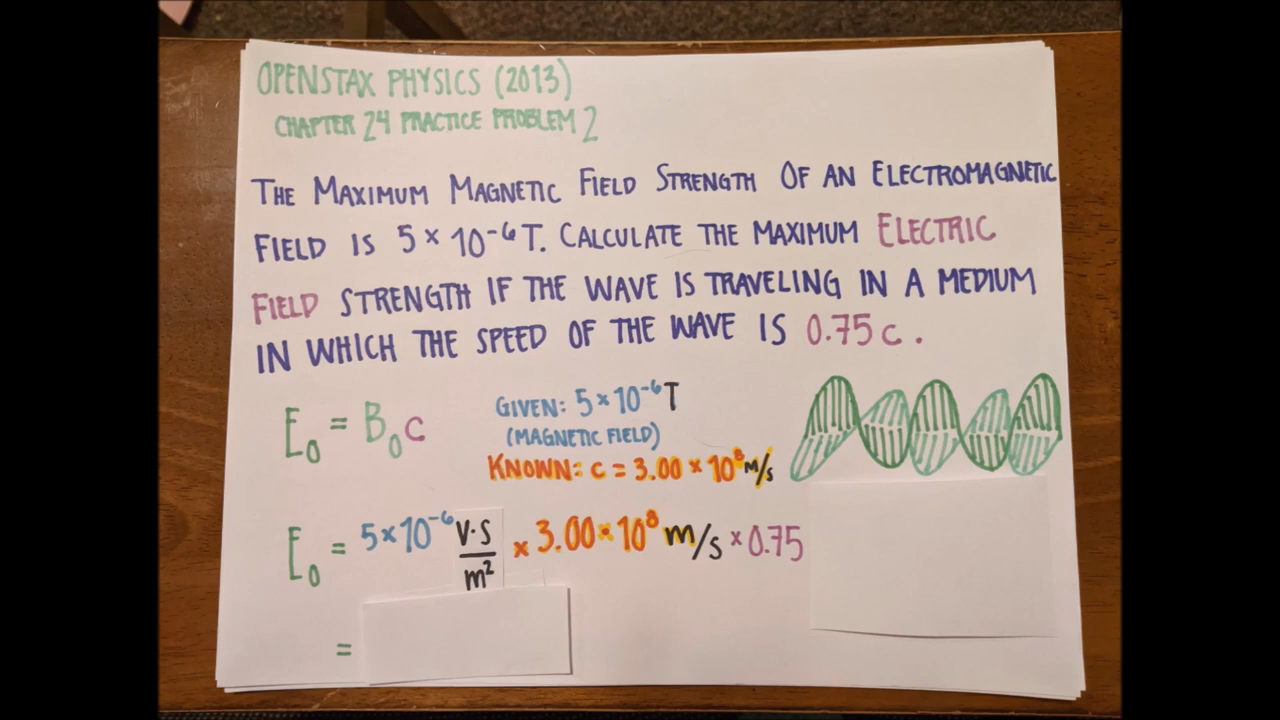 OPENSTAX PHYSICS (2013)
CHAPTER 24 PRACTICE PROBLEM 2
THE MAXIMUM MAGNETIC FIELD STRENGTH OF AN ELECTROMAGNETIC
FIELD IS 5 × 10⁻⁶ T. CALCULATE THE MAXIMUM ELECTRIC
FIELD STRENGTH IF THE WAVE IS TRAVELING IN A MEDIUM
IN WHICH THE SPEED OF THE WAVE IS 0.75 c.
E₀ = B₀c
GIVEN: 5 × 10⁻⁶ T
(MAGNETIC FIELD)
KNOWN: c = 3.00 × 10⁸ m/s
E₀ = 5 × 10⁻⁶ V·S/m² × 3.00 × 10⁸ m/s × 0.75
=